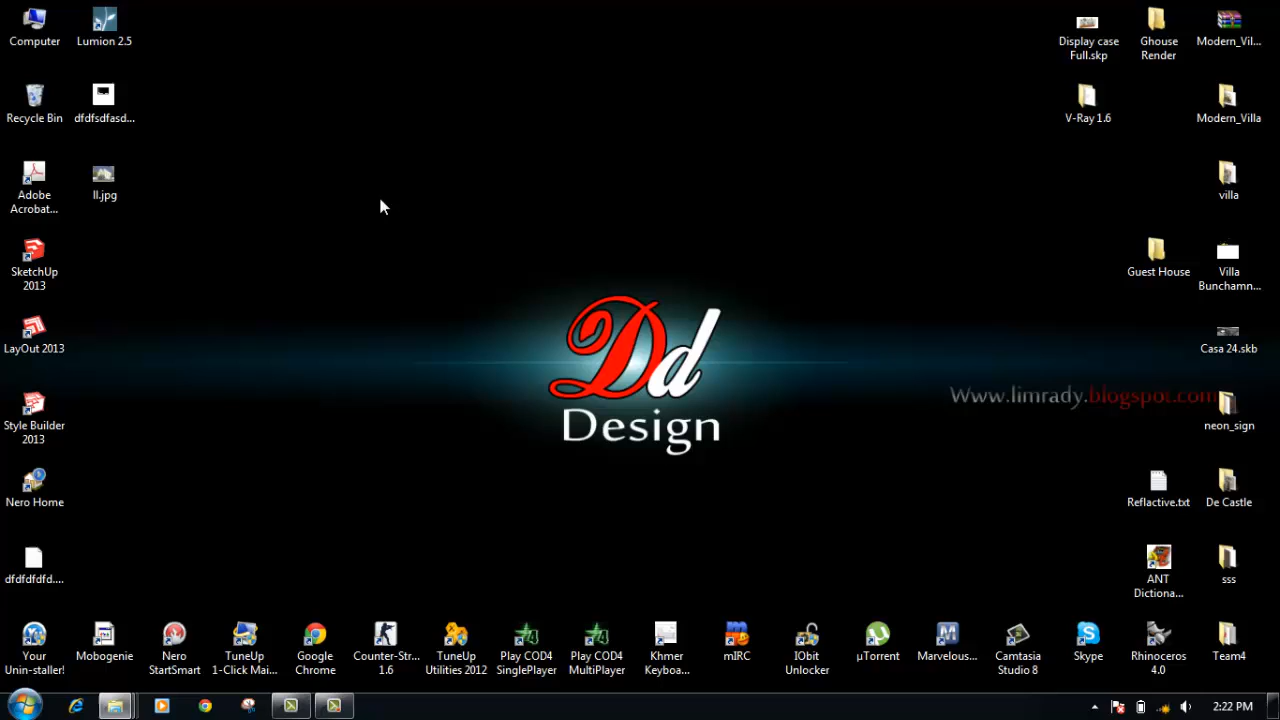 Computer
Lumion 2.5
Display case
Full.skp
Ghouse
Render
Modern_Vil...
Recycle Bin
dfdfsdfasd...
V-Ray 1.6
Modern_Villa
Adobe
Acrobat...
ll.jpg
villa
SketchUp
2013
Guest House
Villa
Bunchamn...
LayOut 2013
Casa 24.skb
Dd
Design
Www.limrady.blogspot.com
Style Builder
2013
neon_sign
Nero Home
Reflactive.txt
De Castle
dfdfdfdfd....
ANT
Dictiona...
sss
Your
Unin-staller!
Mobogenie
Nero
StartSmart
TuneUp
1-Click Mai...
Google
Chrome
Counter-Str...
1.6
TuneUp
Utilities 2012
Play COD4
SinglePlayer
Play COD4
MultiPlayer
Khmer
Keyboa...
mIRC
IObit
Unlocker
µTorrent
Marvelous...
Camtasia
Studio 8
Skype
Rhinoceros
4.0
Team4
2:22 PM